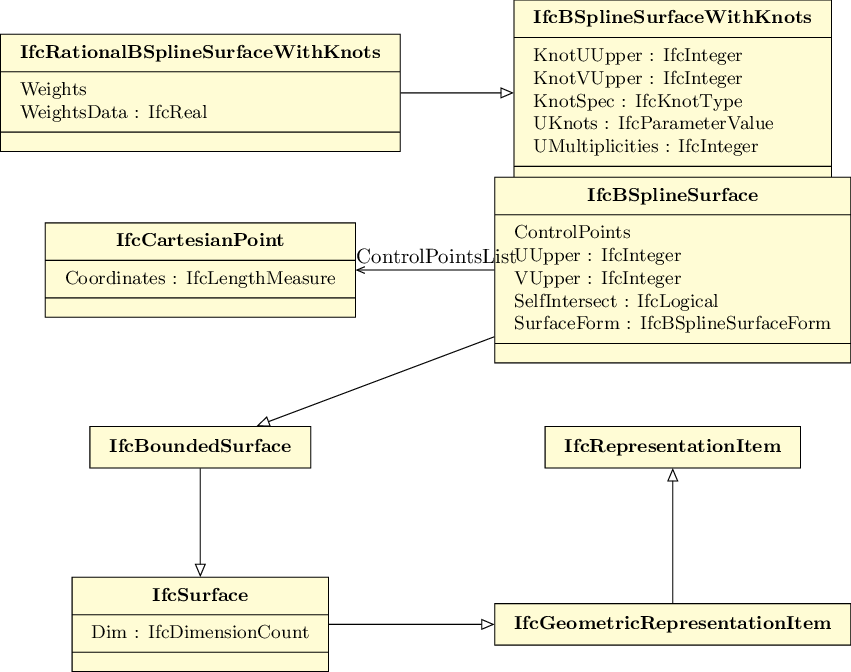 IfcRationalBSplineSurfaceWithKnots
Weights
WeightsData : IfcReal
IfcBSplineSurfaceWithKnots
KnotUUpper : IfcInteger
KnotVUpper : IfcInteger
KnotSpec : IfcKnotType
UKnots : IfcParameterValue
UMultiplicities : IfcInteger
IfcCartesianPoint
Coordinates : IfcLengthMeasure
ControlPointsList
IfcBSplineSurface
ControlPoints
UUpper : IfcInteger
VUpper : IfcInteger
SelfIntersect : IfcLogical
SurfaceForm : IfcBSplineSurfaceForm
IfcBoundedSurface
IfcRepresentationItem
IfcSurface
Dim : IfcDimensionCount
IfcGeometricRepresentationItem